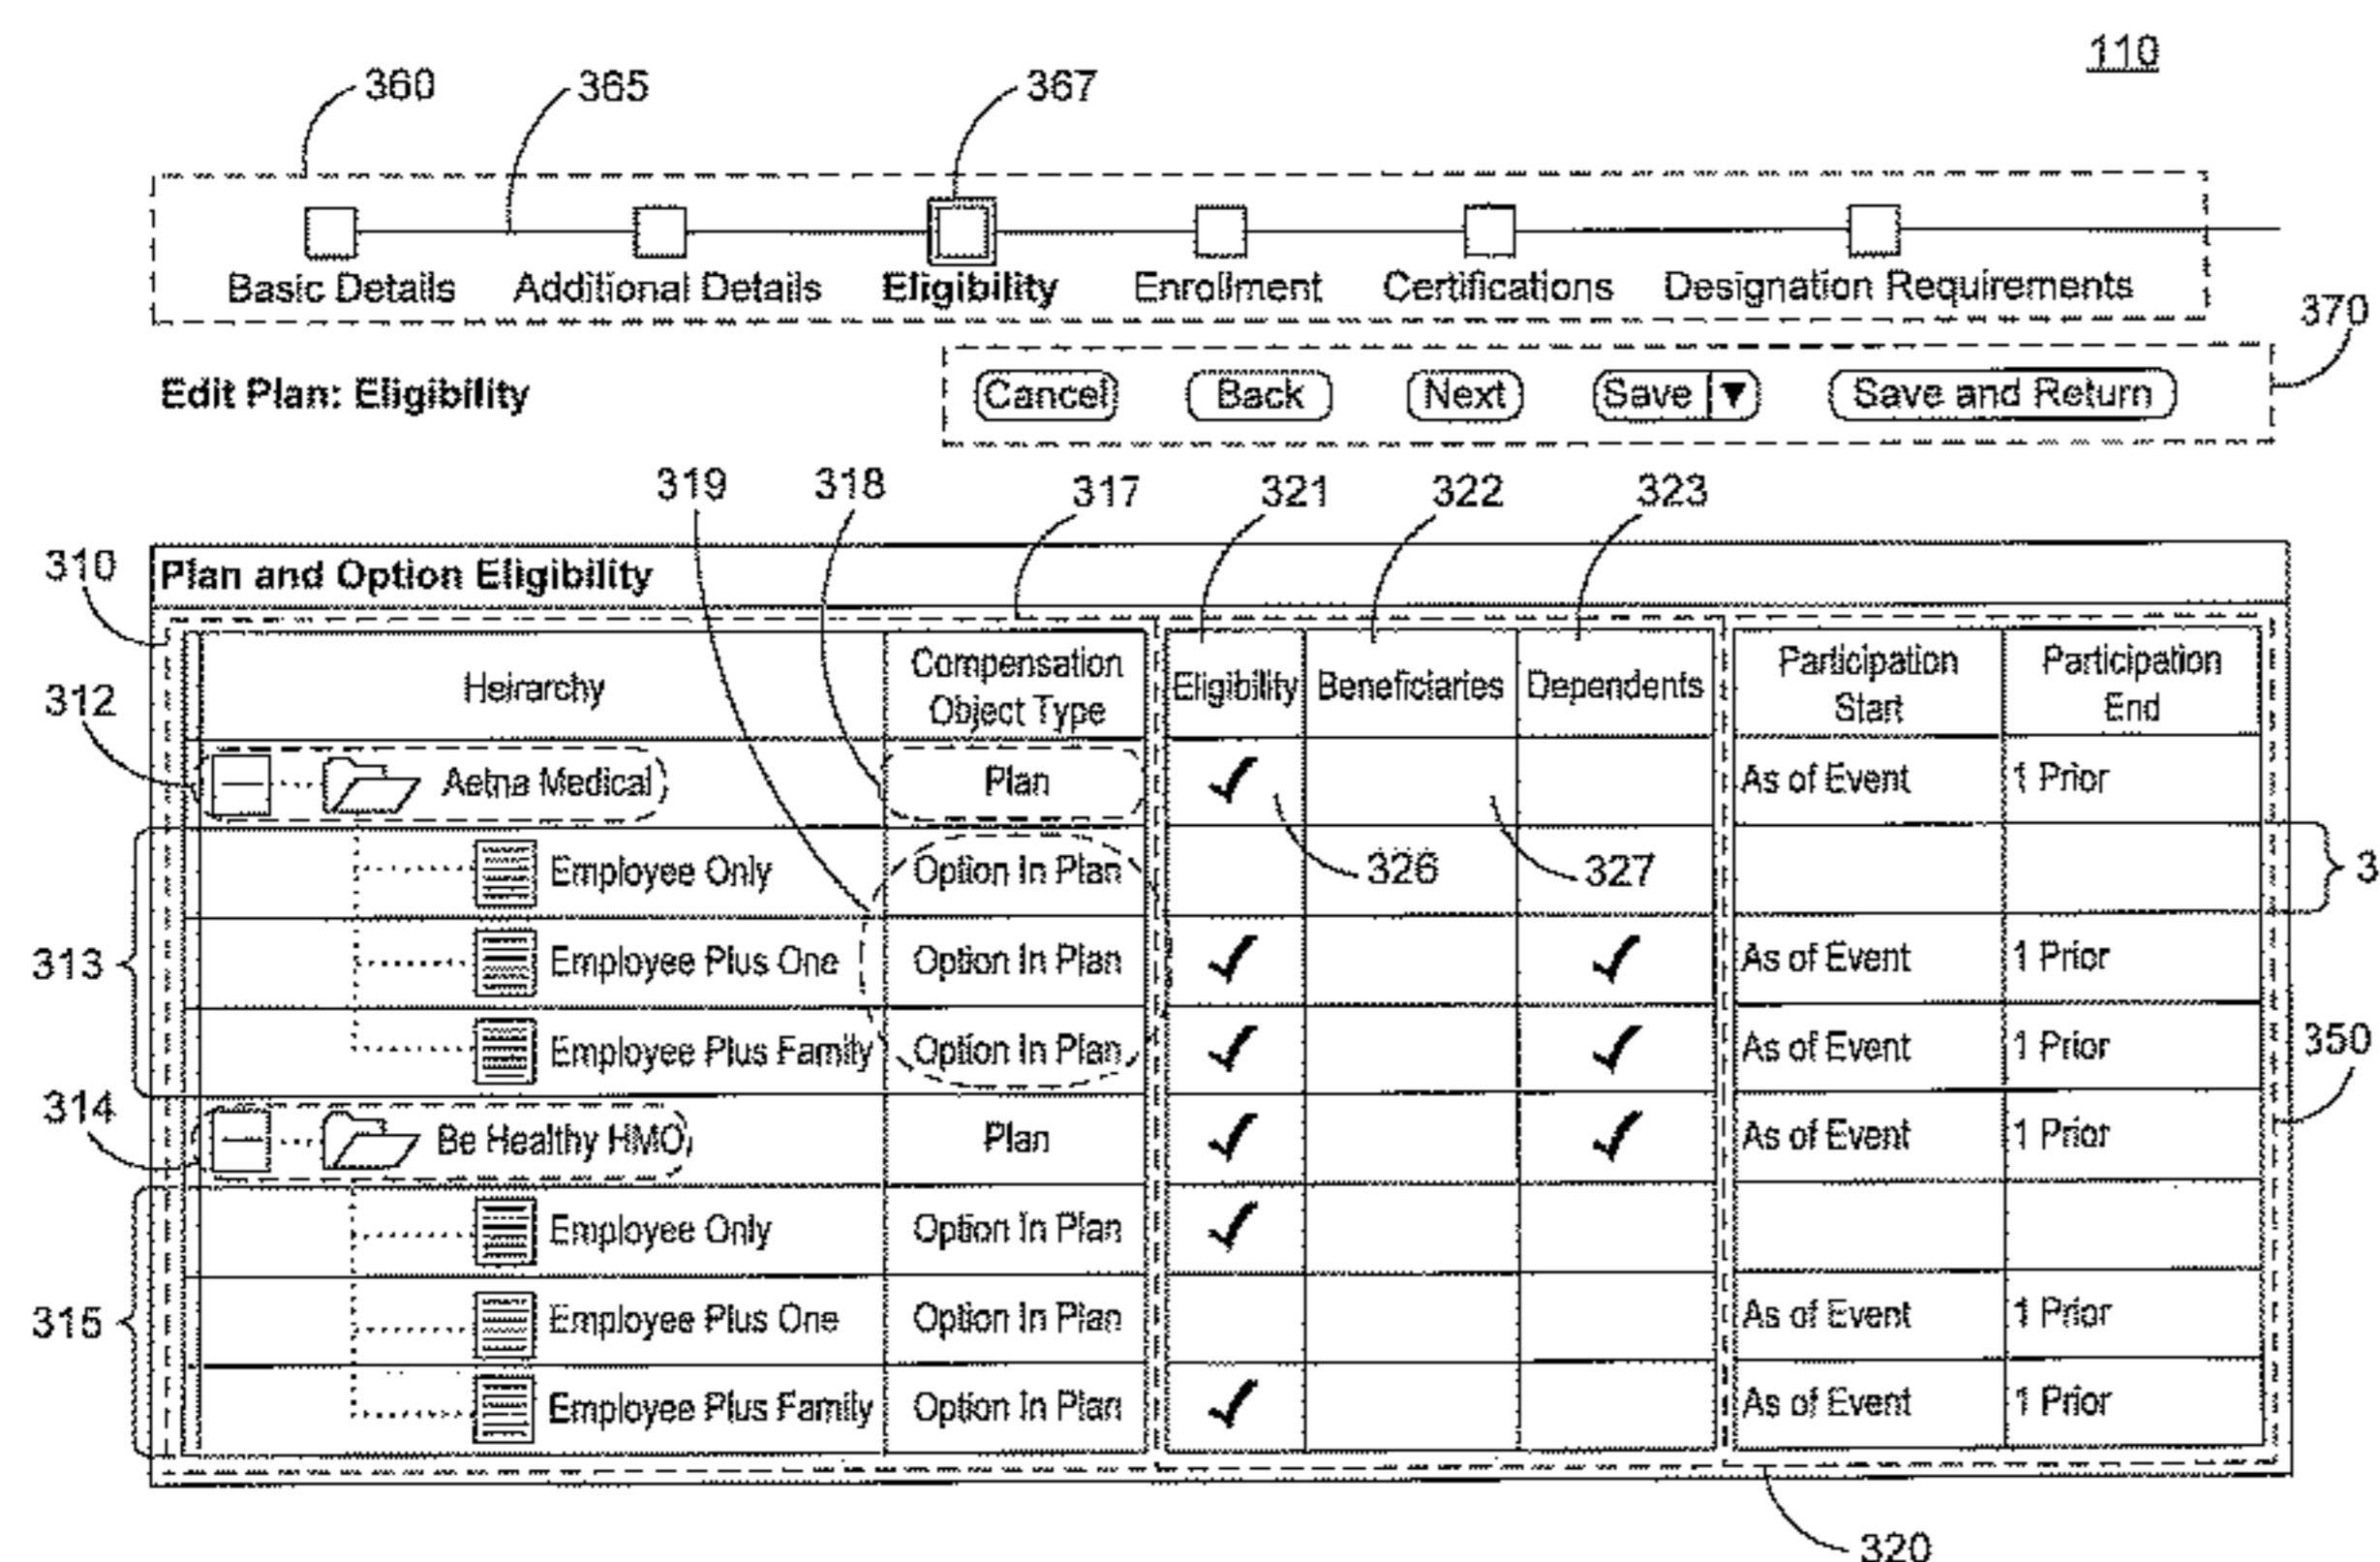 110
360 365 367
Basic Details Additional Details Eligibility Enrollment Certifications Designation Requirements
370
Edit Plan: Eligibility Cancel Back Next Save Save and Return
319 318 317 321 322 323
310 Plan and Option Eligibility
Heirarchy Compensation Object Type Eligibility Beneficiaries Dependents Participation Start Participation End
312 Aetna Medical Plan ✓ As of Event 1 Prior
Employee Only Option In Plan 326 327 3
313 Employee Plus One Option In Plan ✓ ✓ As of Event 1 Prior
Employee Plus Family Option In Plan ✓ ✓ As of Event 1 Prior 350
314 Be Healthy HMO Plan ✓ ✓ As of Event 1 Prior
Employee Only Option In Plan ✓
315 Employee Plus One Option In Plan As of Event 1 Prior
Employee Plus Family Option In Plan ✓ As of Event 1 Prior
320